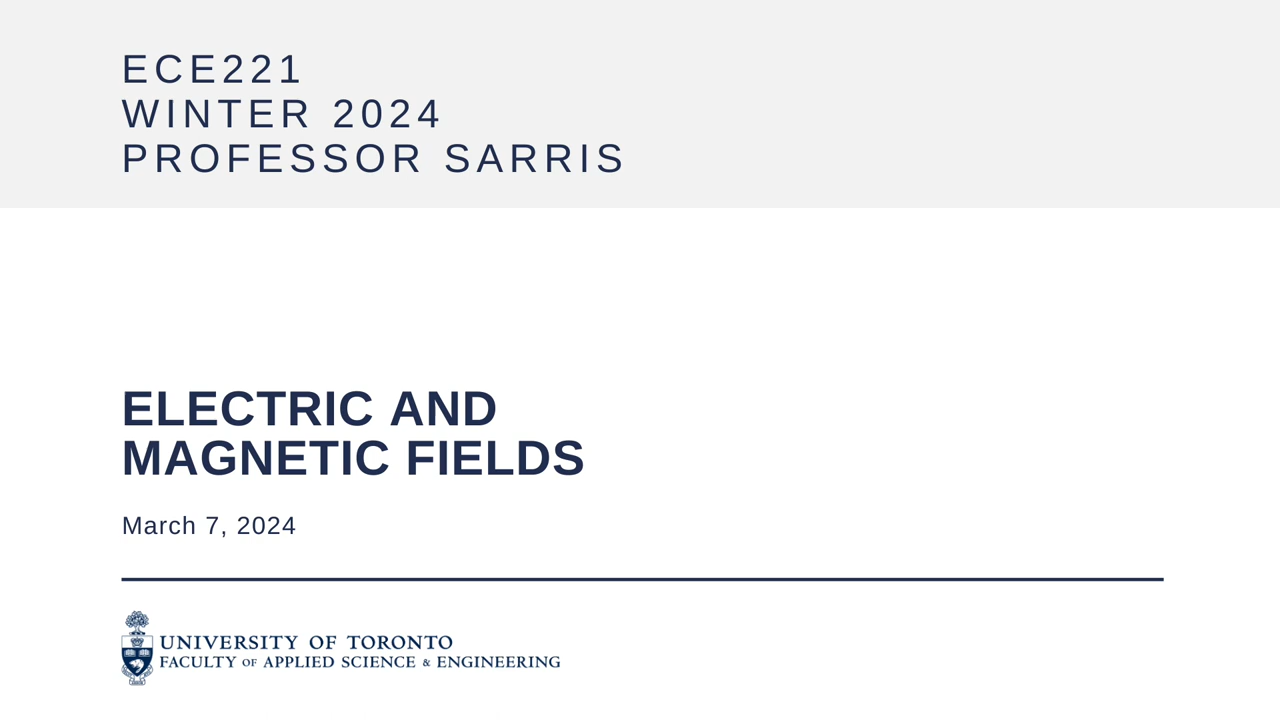 ECE221
WINTER 2024
PROFESSOR SARRIS
ELECTRIC AND
MAGNETIC FIELDS
March 7, 2024
UNIVERSITY OF TORONTO
FACULTY OF APPLIED SCIENCE & ENGINEERING